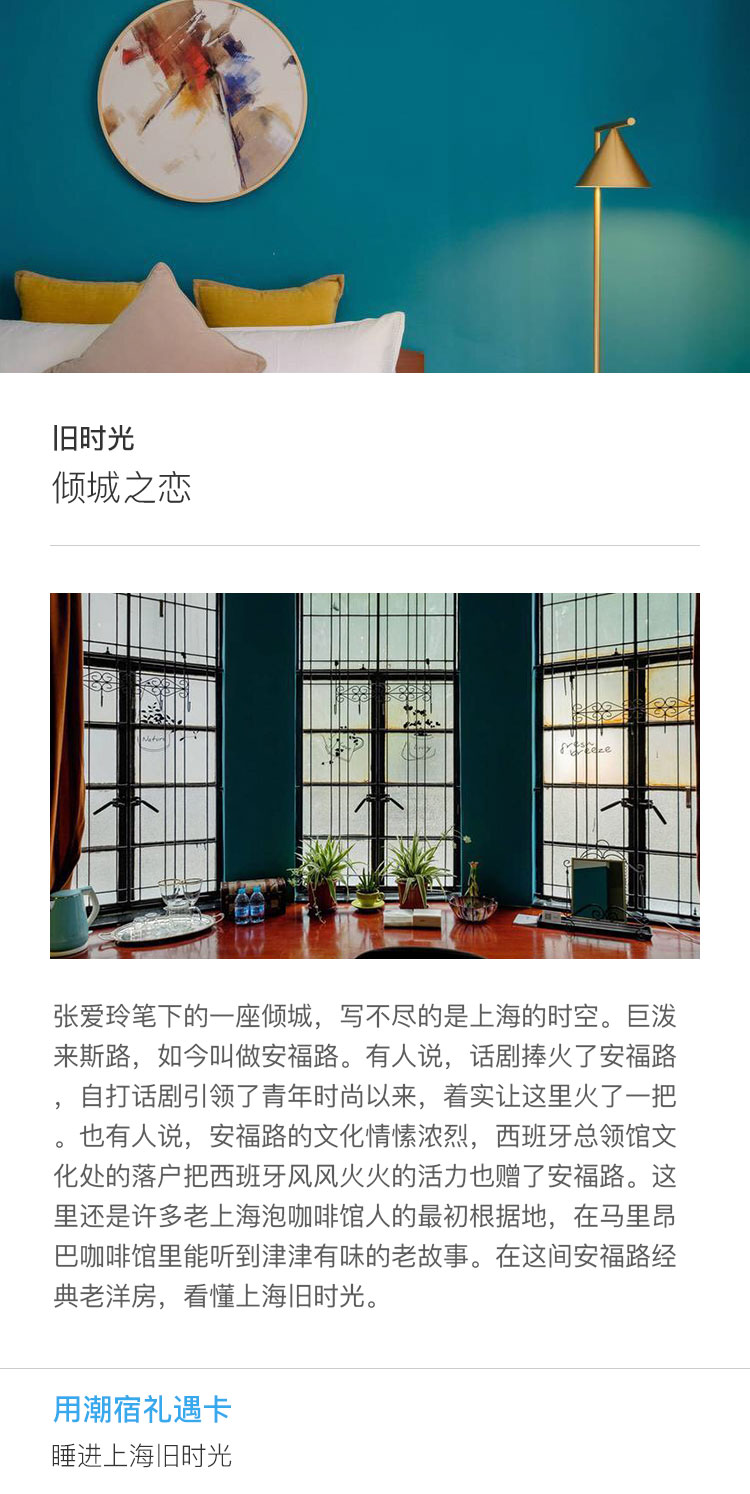 旧时光
倾城之恋
Nature
fresh
breeze
张爱玲笔下的一座倾城，写不尽的是上海的时空。巨泼
来斯路，如今叫做安福路。有人说，话剧捧火了安福路
，自打话剧引领了青年时尚以来，着实让这里火了一把
。也有人说，安福路的文化情愫浓烈，西班牙总领馆文
化处的落户把西班牙风风火火的活力也赠了安福路。这
里还是许多老上海泡咖啡馆人的最初根据地，在马里昂
巴咖啡馆里能听到津津有味的老故事。在这间安福路经
典老洋房，看懂上海旧时光。
用潮宿礼遇卡
睡进上海旧时光